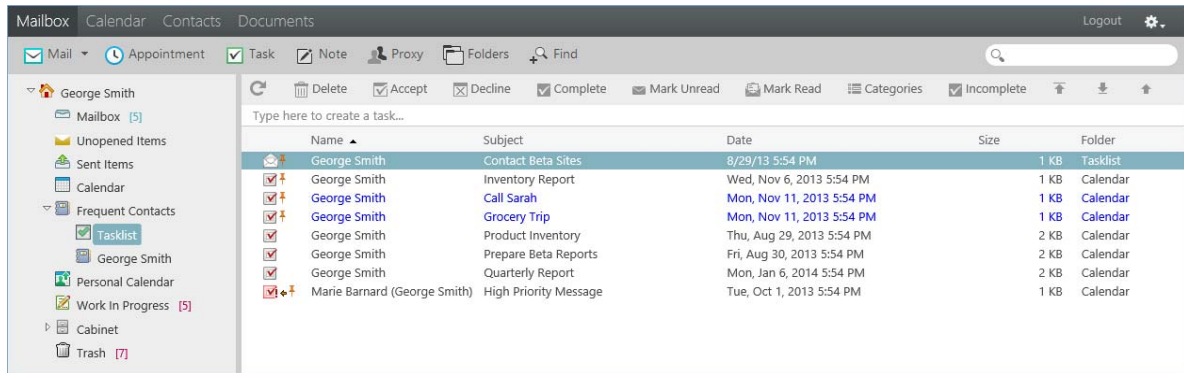 Mailbox Calendar Contacts Documents Logout
Mail Appointment Task Note Proxy Folders Find
George Smith
Mailbox [5]
Unopened Items
Sent Items
Calendar
Frequent Contacts
Tasklist
George Smith
Personal Calendar
Work In Progress [5]
Cabinet
Trash [7]
Delete Accept Decline Complete Mark Unread Mark Read Categories Incomplete
Type here to create a task...
Name Subject Date Size Folder
George Smith Contact Beta Sites 8/29/13 5:54 PM 1 KB Tasklist
George Smith Inventory Report Wed, Nov 6, 2013 5:54 PM 1 KB Calendar
George Smith Call Sarah Mon, Nov 11, 2013 5:54 PM 1 KB Calendar
George Smith Grocery Trip Mon, Nov 11, 2013 5:54 PM 1 KB Calendar
George Smith Product Inventory Thu, Aug 29, 2013 5:54 PM 2 KB Calendar
George Smith Prepare Beta Reports Fri, Aug 30, 2013 5:54 PM 2 KB Calendar
George Smith Quarterly Report Mon, Jan 6, 2014 5:54 PM 2 KB Calendar
Marie Barnard (George Smith) High Priority Message Tue, Oct 1, 2013 5:54 PM 1 KB Calendar